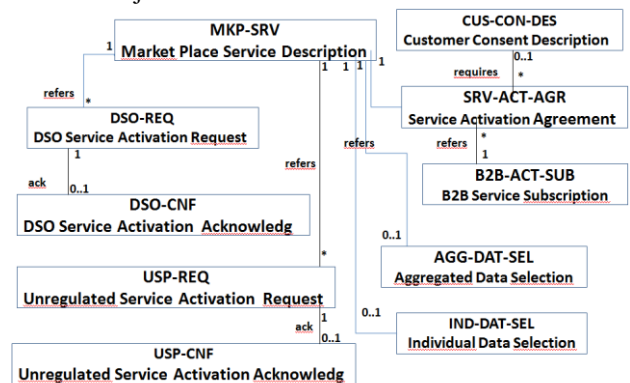 MKP-SRV
Market Place Service Description
CUS-CON-DES
Customer Consent Description
1
1
1
1
1
0..1
requires
*
refers
*
SRV-ACT-AGR
Service Activation Agreement
DSO-REQ
DSO Service Activation Request
refers
*
1
refers
refers
1
ack
0..1
B2B-ACT-SUB
B2B Service Subscription
DSO-CNF
DSO Service Activation Acknowledg
0..1
*
AGG-DAT-SEL
Aggregated Data Selection
USP-REQ
Unregulated Service Activation Request
1
ack
0..1
0..1
IND-DAT-SEL
Individual Data Selection
USP-CNF
Unregulated Service Activation Acknowledg